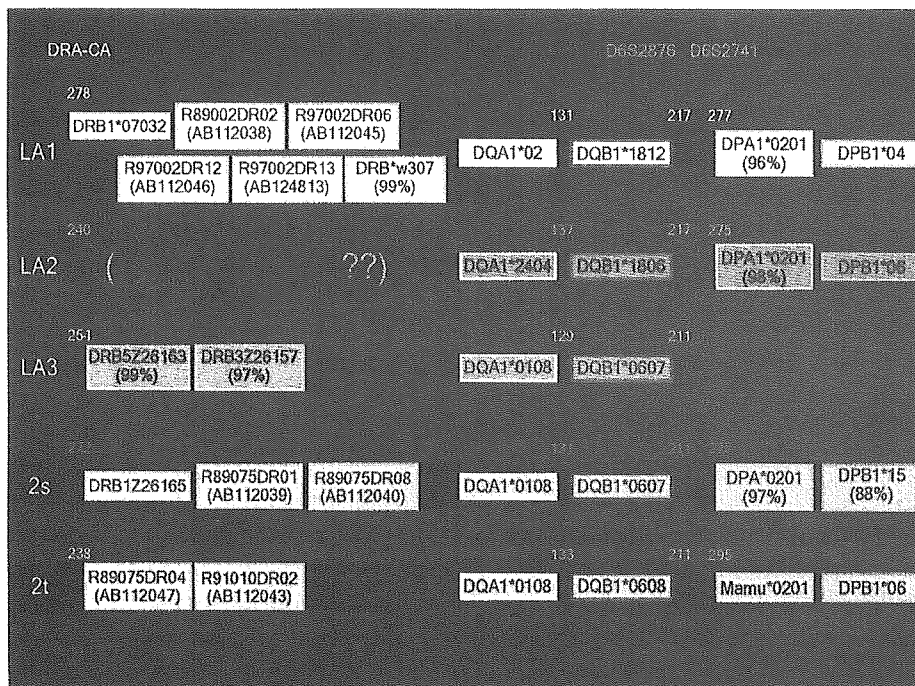 DRA-CA D6S2876 D6S2741
278
DRB1*07032 R89002DR02 R97002DR06 131 217 277
(AB112038) (AB112045)
LA1 DQA1*02 DQB1*1812 DPA1*0201 DPB1*04
(96%)
R97002DR12 R97002DR13 DRB*w307
(AB112046) (AB124813) (99%)
240 137 217 275
LA2 ( ??) DQA1*2404 DQB1*1806 DPA1*0201 DPB1*06
(98%)
254 129 211
LA3 DRB5Z26163 DRB3Z26157 DQA1*0108 DQB1*0607
(99%) (97%)
2s DRB1Z26165 R89075DR01 R89075DR08 DQA1*0108 DQB1*0607 DPA*0201 DPB1*15
(AB112039) (AB112040) (97%) (88%)
238 133 211 295
2t R89075DR04 R91010DR02 DQA1*0108 DQB1*0608 Mamu*0201 DPB1*06
(AB112047) (AB112043)